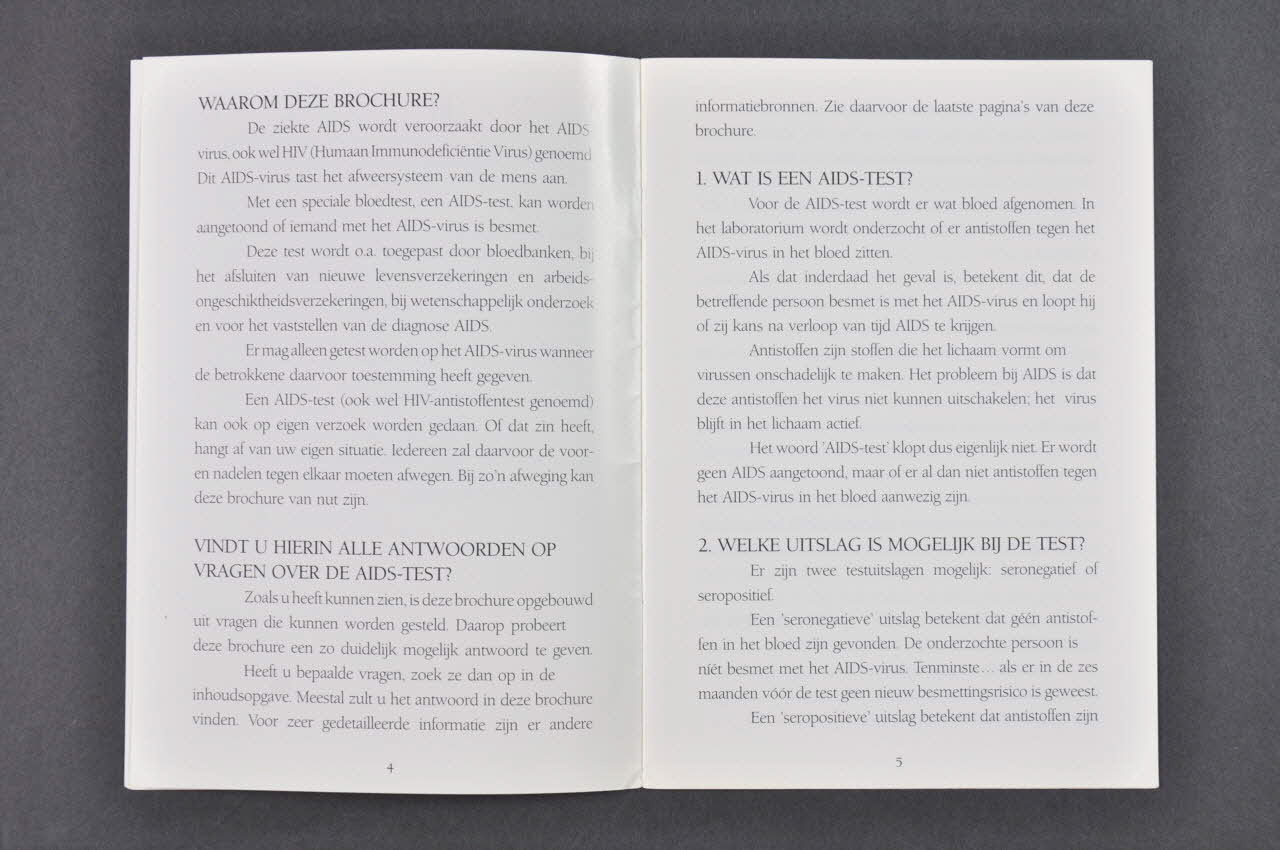 WAAROM DEZE BROCHURE?
De ziekte AIDS wordt veroorzaakt door het AIDS-
virus, ook wel HIV (Humaan Immunodeficiëntie Virus) genoemd
Dit AIDS-virus tast het afweersysteem van de mens aan.
Met een speciale bloedtest, een AIDS-test, kan worden
aangetoond of iemand met het AIDS-virus is besmet.
Deze test wordt o.a. toegepast door bloedbanken, bij
het afsluiten van nieuwe levensverzekeringen en arbeids-
ongeschiktheidsverzekeringen, bij wetenschappelijk onderzoek
en voor het vaststellen van de diagnose AIDS.
Er mag alleen getest worden op het AIDS-virus wanneer
de betrokkene daarvoor toestemming heeft gegeven.
Een AIDS-test (ook wel HIV-antistoffentest genoemd)
kan ook op eigen verzoek worden gedaan. Of dat zin heeft,
hangt af van uw eigen situatie. Iedereen zal daarvoor de voor-
en nadelen tegen elkaar moeten afwegen. Bij zo'n afweging kan
deze brochure van nut zijn.
VINDT U HIERIN ALLE ANTWOORDEN OP
VRAGEN OVER DE AIDS-TEST?
Zoals u heeft kunnen zien, is deze brochure opgebouwd
uit vragen die kunnen worden gesteld. Daarop probeert
deze brochure een zo duidelijk mogelijk antwoord te geven.
Heeft u bepaalde vragen, zoek ze dan op in de
inhoudsopgave. Meestal zult u het antwoord in deze brochure
vinden. Voor zeer gedetailleerde informatie zijn er andere
4
informatiebronnen. Zie daarvoor de laatste pagina's van deze
brochure.
1. WAT IS EEN AIDS-TEST?
Voor de AIDS-test wordt er wat bloed afgenomen. In
het laboratorium wordt onderzocht of er antistoffen tegen het
AIDS-virus in het bloed zitten.
Als dat inderdaad het geval is, betekent dit, dat de
betreffende persoon besmet is met het AIDS-virus en loopt hij
of zij kans na verloop van tijd AIDS te krijgen.
Antistoffen zijn stoffen die het lichaam vormt om
virussen onschadelijk te maken. Het probleem bij AIDS is dat
deze antistoffen het virus niet kunnen uitschakelen; het virus
blijft in het lichaam actief.
Het woord 'AIDS-test' klopt dus eigenlijk niet. Er wordt
geen AIDS aangetoond, maar of er al dan niet antistoffen tegen
het AIDS-virus in het bloed aanwezig zijn.
2. WELKE UITSLAG IS MOGELIJK BIJ DE TEST?
Er zijn twee testuitslagen mogelijk: seronegatief of
seropositief.
Een 'seronegatieve' uitslag betekent dat géén antistof-
fen in het bloed zijn gevonden. De onderzochte persoon is
níét besmet met het AIDS-virus. Tenminste... als er in de zes
maanden vóór de test geen nieuw besmettingsrisico is geweest.
Een 'seropositieve' uitslag betekent dat antistoffen zijn
5